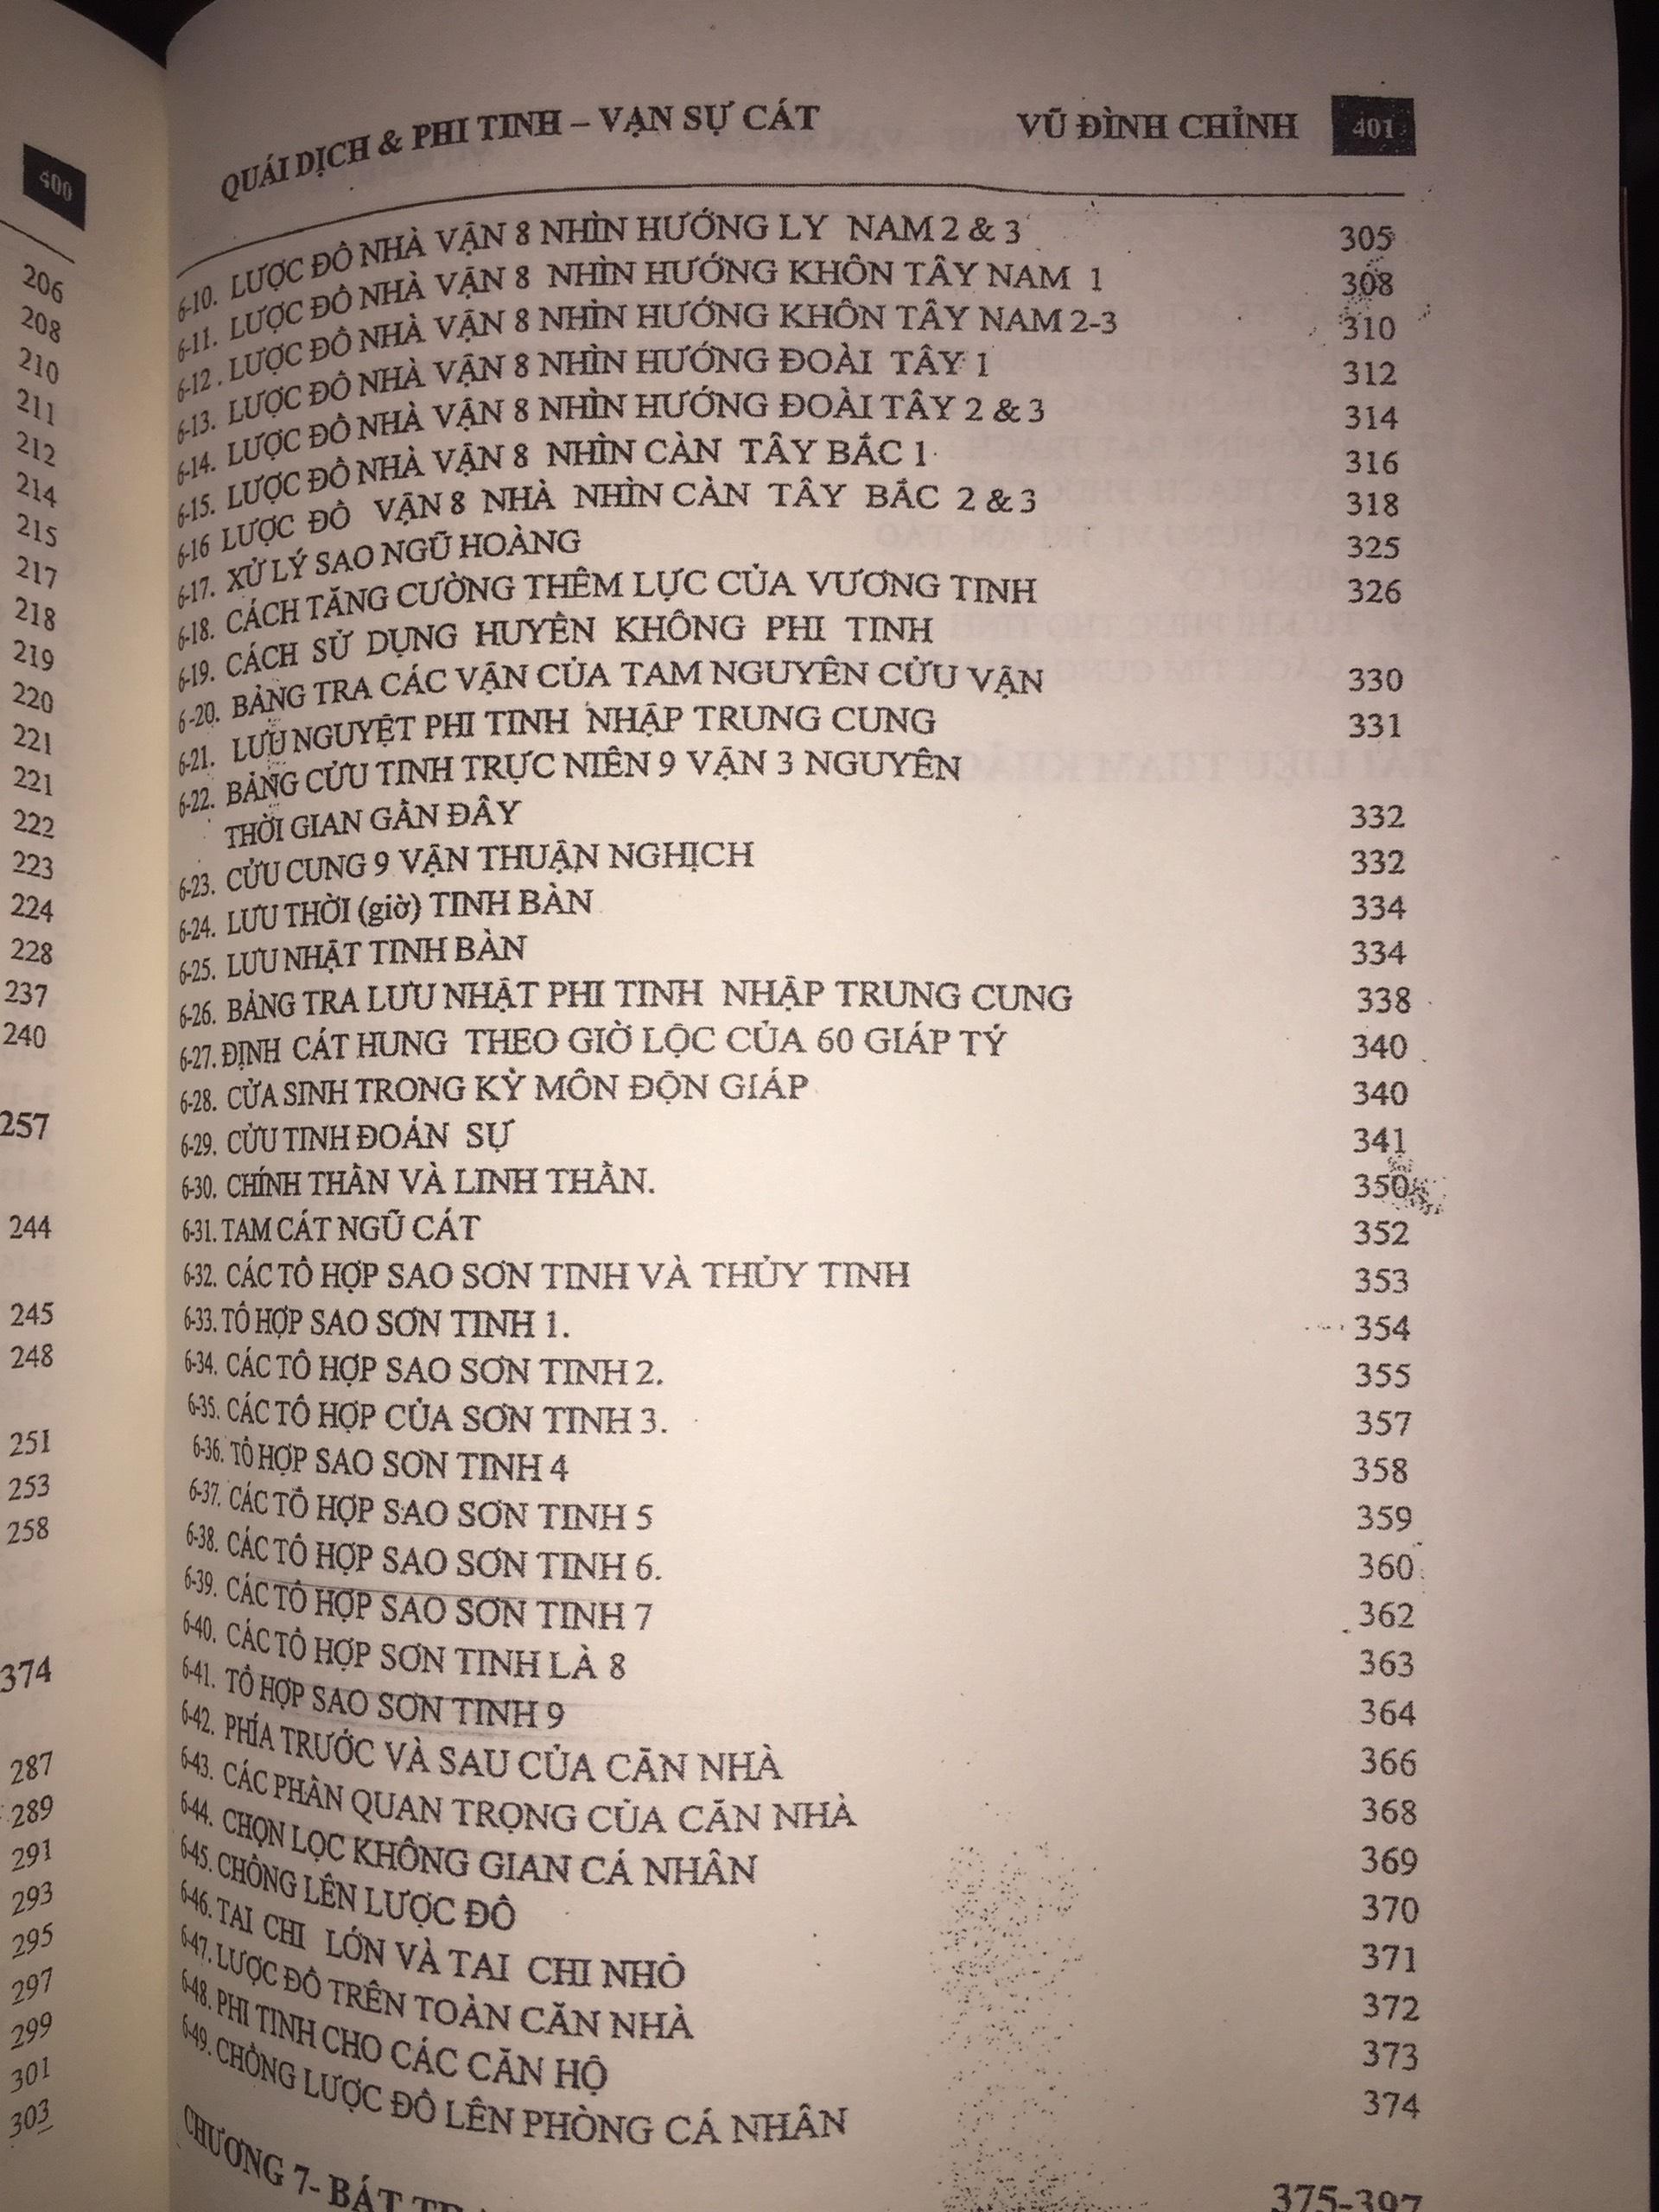 400
206
208
210
211
212
214
215
217
218
219
220
221
221
222
223
224
228
237
240
257
244
245
248
251
253
258
374
287
289
291
293
295
297
299
301
303
QUÁI DỊCH & PHI TINH – VẠN SỰ CÁT VŨ ĐÌNH CHỈNH 401
6-10. LƯỢC ĐỒ NHÀ VẬN 8 NHÌN HƯỚNG LY NAM 2 & 3 305
6-11. LƯỢC ĐỒ NHÀ VẬN 8 NHÌN HƯỚNG KHÔN TÂY NAM 1 308
6-12. LƯỢC ĐỒ NHÀ VẬN 8 NHÌN HƯỚNG KHÔN TÂY NAM 2-3 310
6-13. LƯỢC ĐỒ NHÀ VẬN 8 NHÌN HƯỚNG ĐOÀI TÂY 1 312
6-14. LƯỢC ĐỒ NHÀ VẬN 8 NHÌN HƯỚNG ĐOÀI TÂY 2 & 3 314
6-15. LƯỢC ĐỒ NHÀ VẬN 8 NHÌN CÀN TÂY BẮC 1 316
6-16 LƯỢC ĐỒ VẬN 8 NHÀ NHÌN CÀN TÂY BẮC 2 & 3 318
6-17. XỬ LÝ SAO NGŨ HOÀNG 325
6-18. CÁCH TĂNG CƯỜNG THÊM LỰC CỦA VƯƠNG TINH 326
6-19. CÁCH SỬ DỤNG HUYỀN KHÔNG PHI TINH
6-20. BẢNG TRA CÁC VẬN CỦA TAM NGUYÊN CỬU VẬN 330
6-21. LƯU NGUYỆT PHI TINH NHẬP TRUNG CUNG 331
6-22. BẢNG CỬU TINH TRỰC NIÊN 9 VẬN 3 NGUYÊN
THỜI GIAN GẦN ĐÂY 332
6-23. CỬU CUNG 9 VẬN THUẬN NGHỊCH 332
6-24. LƯU THỜI (giờ) TINH BÀN 334
6-25. LƯU NHẬT TINH BÀN 334
6-26. BẢNG TRA LƯU NHẬT PHI TINH NHẬP TRUNG CUNG 338
6-27. ĐỊNH CÁT HUNG THEO GIỜ LỘC CỦA 60 GIÁP TÝ 340
6-28. CỬA SINH TRONG KỲ MÔN ĐỘN GIÁP 340
6-29. CỬU TINH ĐOÁN SỰ 341
6-30. CHÍNH THẦN VÀ LINH THẦN. 350
6-31. TAM CÁT NGŨ CÁT 352
6-32. CÁC TỔ HỢP SAO SƠN TINH VÀ THỦY TINH 353
6-33. TỔ HỢP SAO SƠN TINH 1. 354
6-34. CÁC TỔ HỢP SAO SƠN TINH 2. 355
6-35. CÁC TỔ HỢP CỦA SƠN TINH 3. 357
6-36. TỔ HỢP SAO SƠN TINH 4 358
6-37. CÁC TỔ HỢP SAO SƠN TINH 5 359
6-38. CÁC TỔ HỢP SAO SƠN TINH 6. 360
6-39. CÁC TỔ HỢP SAO SƠN TINH 7 362
6-40. CÁC TỔ HỢP SƠN TINH LÀ 8 363
6-41. TỔ HỢP SAO SƠN TINH 9 364
6-42. PHÍA TRƯỚC VÀ SAU CỦA CĂN NHÀ 366
6-43. CÁC PHẦN QUAN TRỌNG CỦA CĂN NHÀ 368
6-44. CHỌN LỌC KHÔNG GIAN CÁ NHÂN 369
6-45. CHỒNG LÊN LƯỢC ĐỒ 370
6-46. TAI CHI LỚN VÀ TAI CHI NHỎ 371
6-47. LƯỢC ĐỒ TRÊN TOÀN CĂN NHÀ 372
6-48. PHI TINH CHO CÁC CĂN HỘ 373
6-49. CHỒNG LƯỢC ĐỒ LÊN PHÒNG CÁ NHÂN 374
CHƯƠNG 7- BÁT 375-397